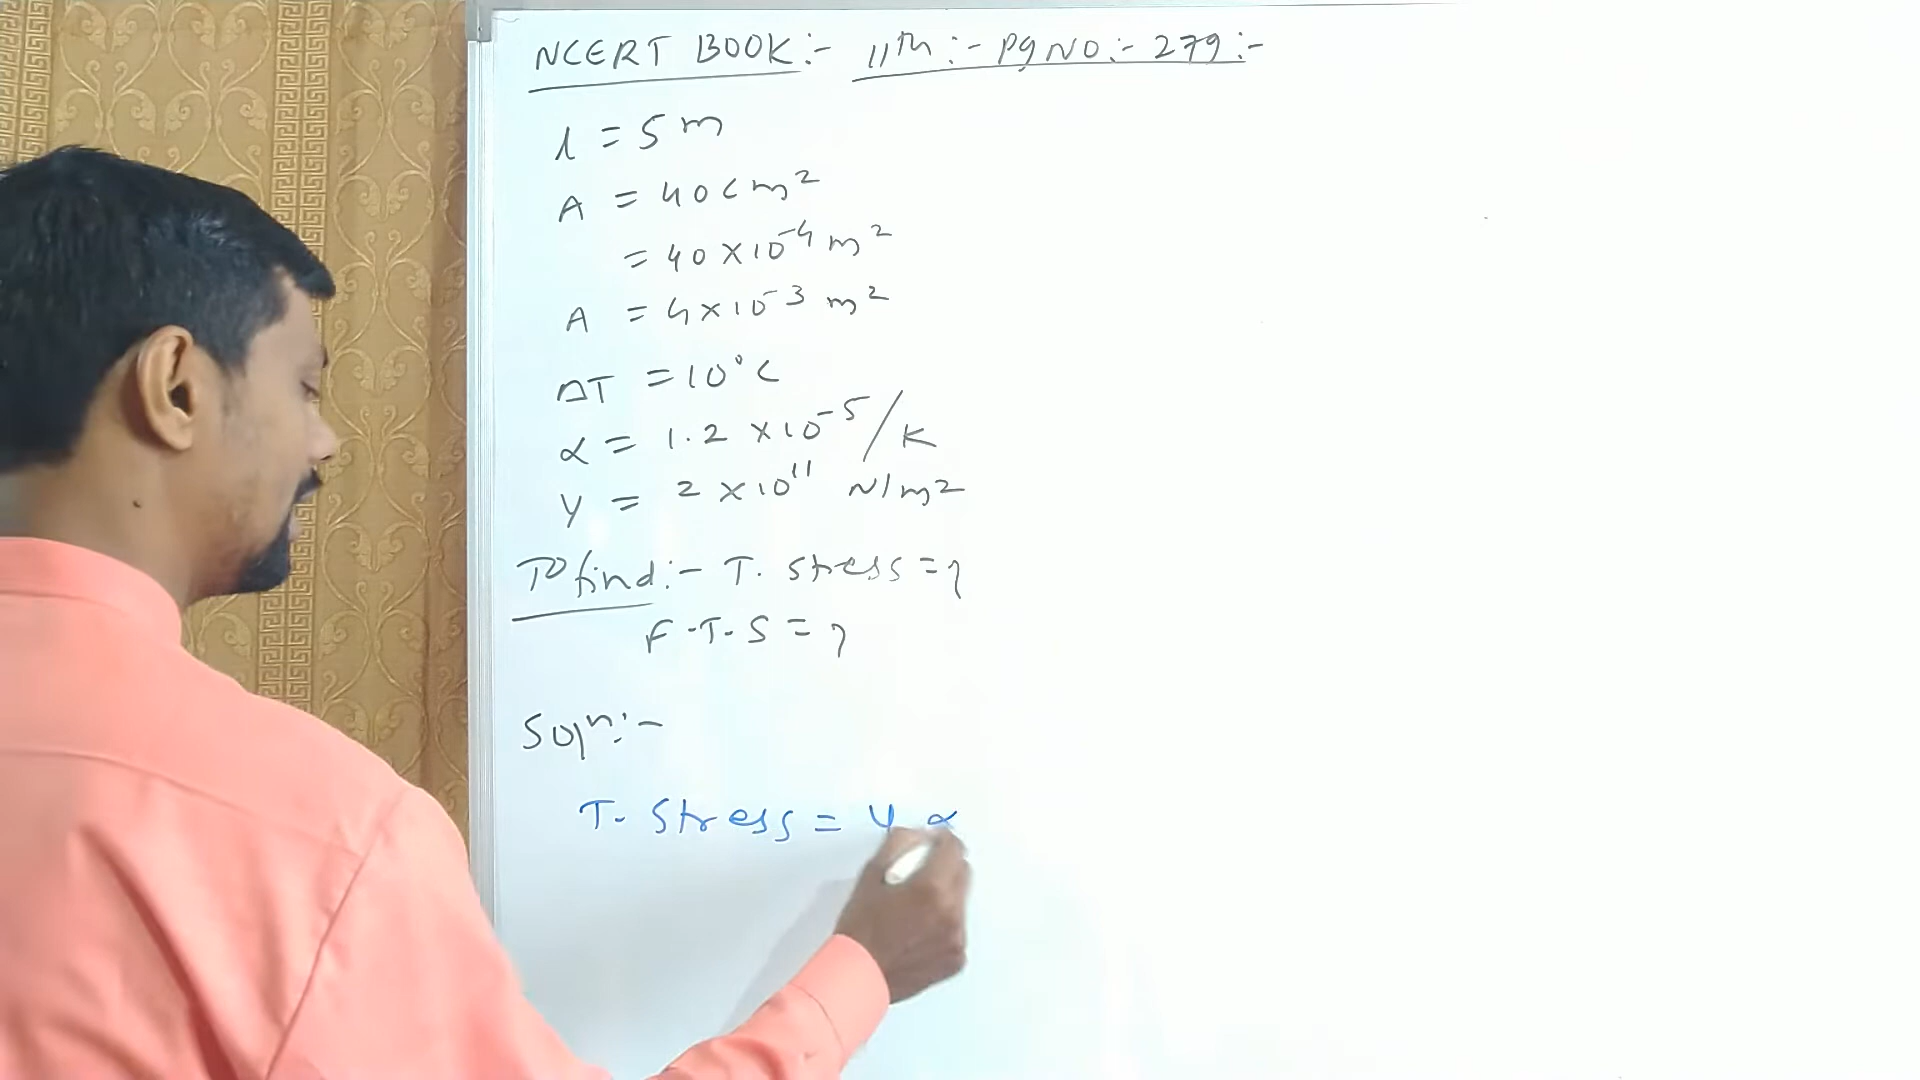 NCERT BOOK:- 11th:- Pg NO:- 279:-
l = 5 m
A = 40 cm²
= 40 × 10⁻⁴ m²
A = 4 × 10⁻³ m²
ΔT = 10°C
α = 1.2 × 10⁻⁵ / K
Y = 2 × 10¹¹ N/m²
To find:- T. Stress = ?
F.T.S = ?
Soln:-
T. Stress = Y α